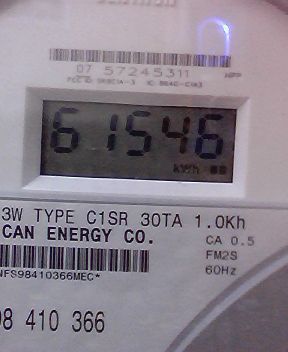 07 57245311
61546
kWh
3W TYPE C1SR 30TA 1.0Kh
CAN ENERGY CO.
CA 0.5
FM2S
60Hz
NFS98410366MEC*
98 410 366